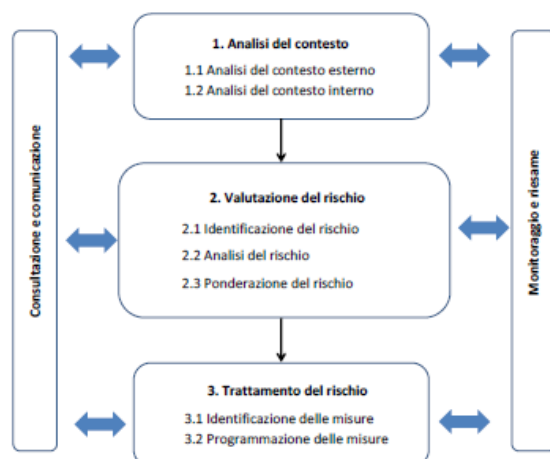 Consultazione e comunicazione
1. Analisi del contesto
1.1 Analisi del contesto esterno
1.2 Analisi del contesto interno
2. Valutazione del rischio
2.1 Identificazione del rischio
2.2 Analisi del rischio
2.3 Ponderazione del rischio
3. Trattamento del rischio
3.1 Identificazione delle misure
3.2 Programmazione delle misure
Monitoraggio e riesame